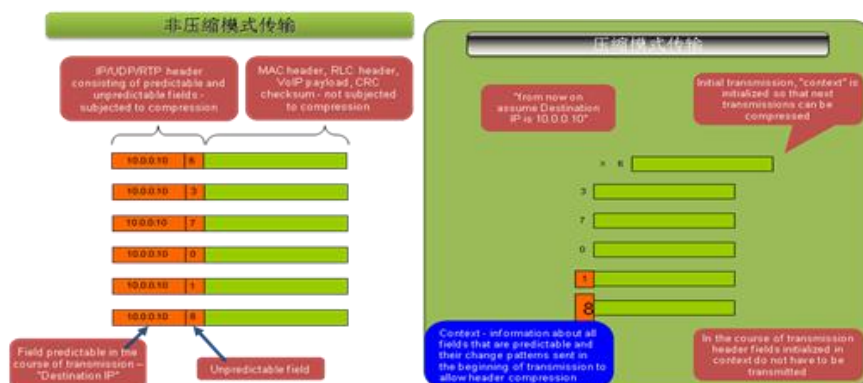 非压缩模式传输
IP/UDP/RTP header
consisting of predictable and
unpredictable fields -
subjected to compression
MAC header, RLC header,
VoIP payload, CRC
checksum - not subjected
to compression
10.0.0.10 6
10.0.0.10 3
10.0.0.10 7
10.0.0.10 0
10.0.0.10 1
10.0.0.10 8
Field predictable in the
course of transmission –
"Destination IP"
Unpredictable field
压缩模式传输
"from now on
assume Destination
IP is 10.0.0.10"
Initial transmission, "context" is
initialized so that next
transmissions can be
compressed
× 6
3
7
0
1
8
Context - information about all
fields that are predictable and
their change patterns sent in
the beginning of transmission to
allow header compression
In the course of transmission
header fields initialized in
context do not have to be
transmitted